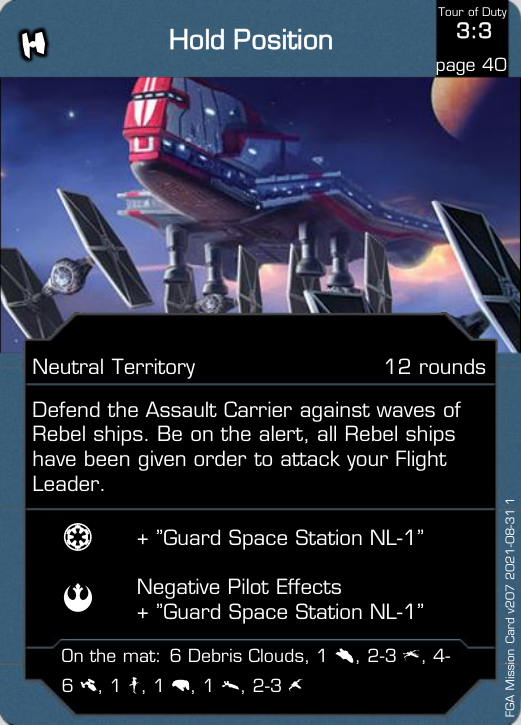 Hold Position
Tour of Duty
3:3
page 40
Neutral Territory 12 rounds
Defend the Assault Carrier against waves of
Rebel ships. Be on the alert, all Rebel ships
have been given order to attack your Flight
Leader.
+ "Guard Space Station NL-1"
Negative Pilot Effects
+ "Guard Space Station NL-1"
On the mat: 6 Debris Clouds, 1 , 2-3 , 4-
6 , 1 , 1 , 1 , 2-3
FGA Mission Card v207 2021-08-31 1